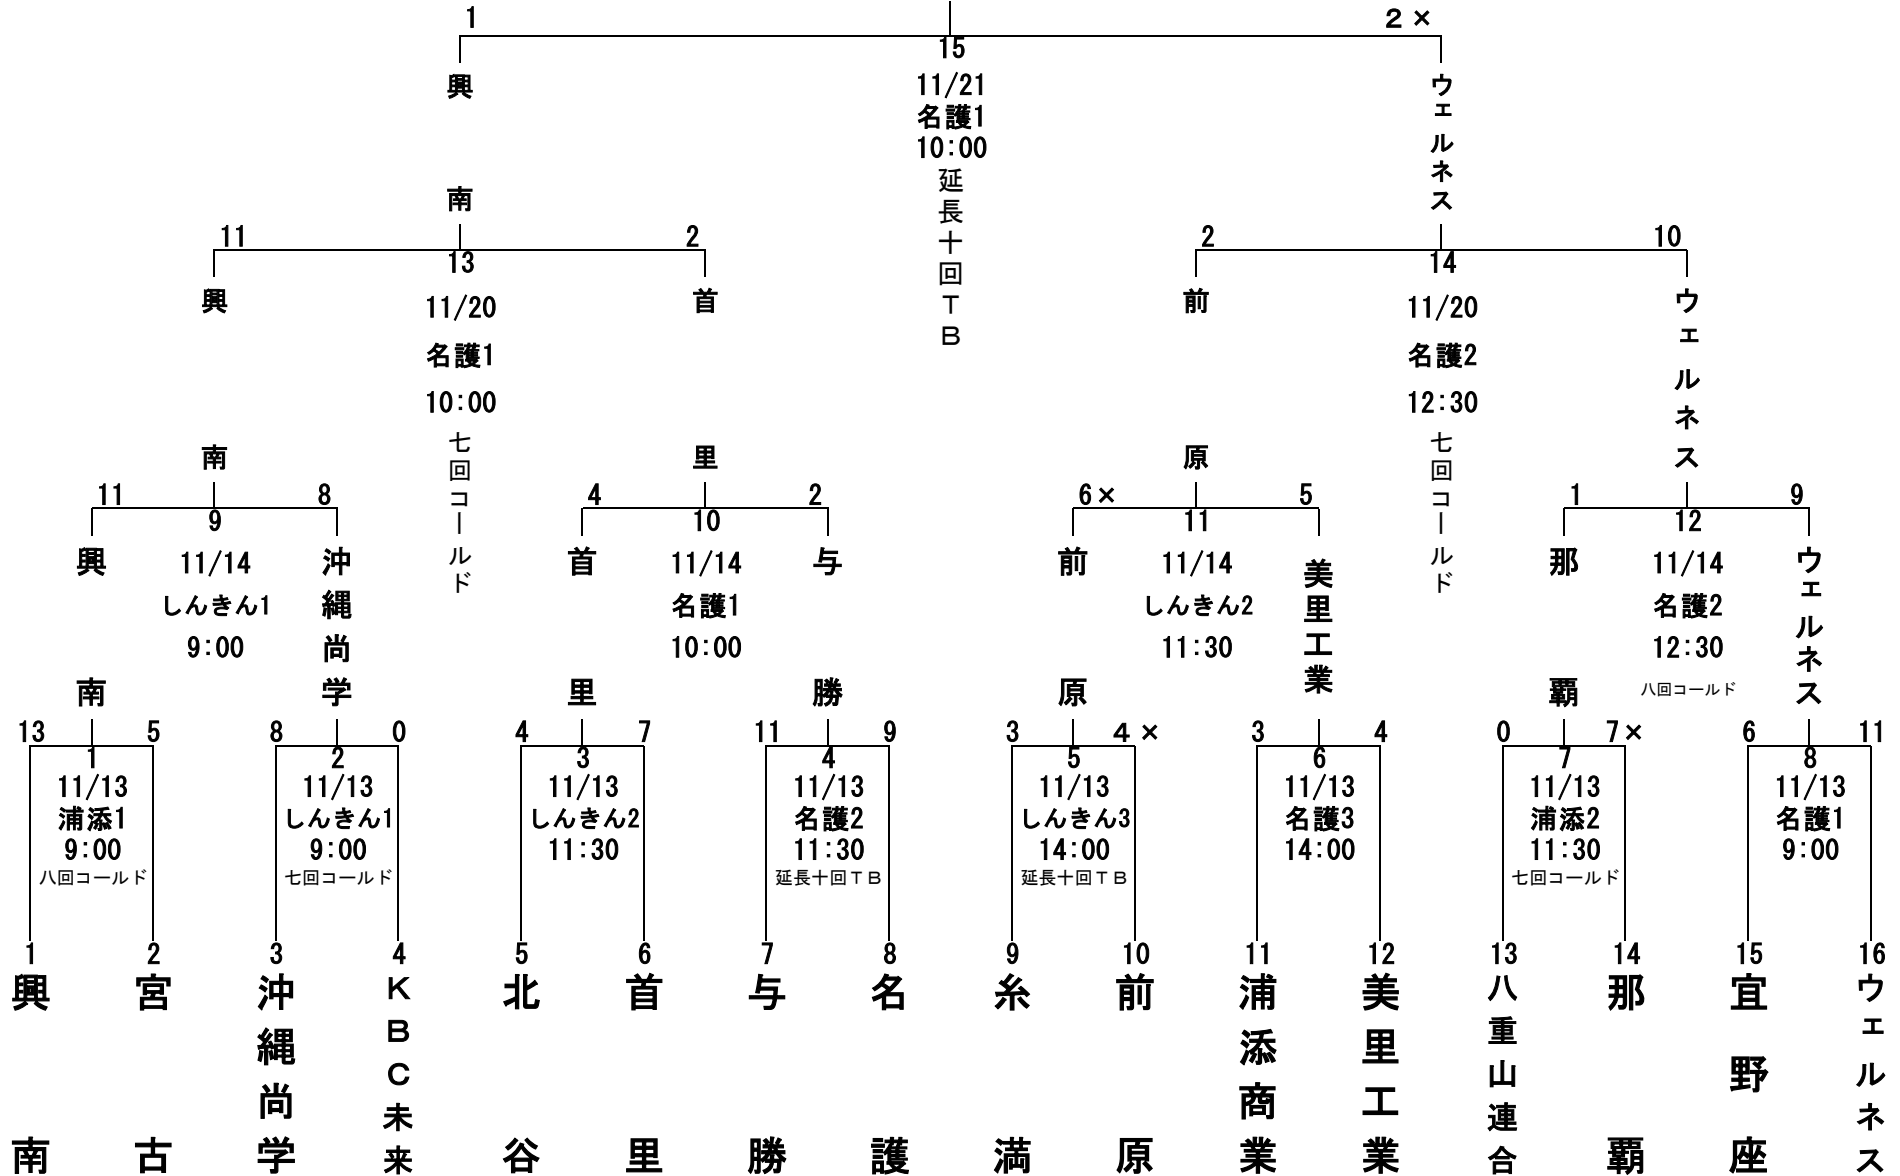 1
2 ×
15
11/21
名護1
10:00
延長十回TB
興南
ウェルネス
11
2
13
11/20
名護1
10:00
七回コールド
2
10
14
11/20
名護2
12:30
七回コールド
興南
首里
前原
ウェルネス
11
8
9
11/14
しんきん1
9:00
4
2
10
11/14
名護1
10:00
6×
5
11
11/14
しんきん2
11:30
1
9
12
11/14
名護2
12:30
八回コールド
興南
沖縄尚学
首里
与勝
前原
美里工業
那覇
ウェルネス
13
5
1
11/13
浦添1
9:00
八回コールド
8
0
2
11/13
しんきん1
9:00
七回コールド
4
7
3
11/13
しんきん2
11:30
11
9
4
11/13
名護2
11:30
延長十回TB
3
4 ×
5
11/13
しんきん3
14:00
延長十回TB
3
4
6
11/13
名護3
14:00
0
7×
7
11/13
浦添2
11:30
七回コールド
6
11
8
11/13
名護1
9:00
1
興南
2
宮古
3
沖縄尚学
4
KBC未来
5
北谷
6
首里
7
与勝
8
名護
9
糸満
10
前原
11
浦添商業
12
美里工業
13
八重山連合
14
那覇
15
宜野座
16
ウェルネス